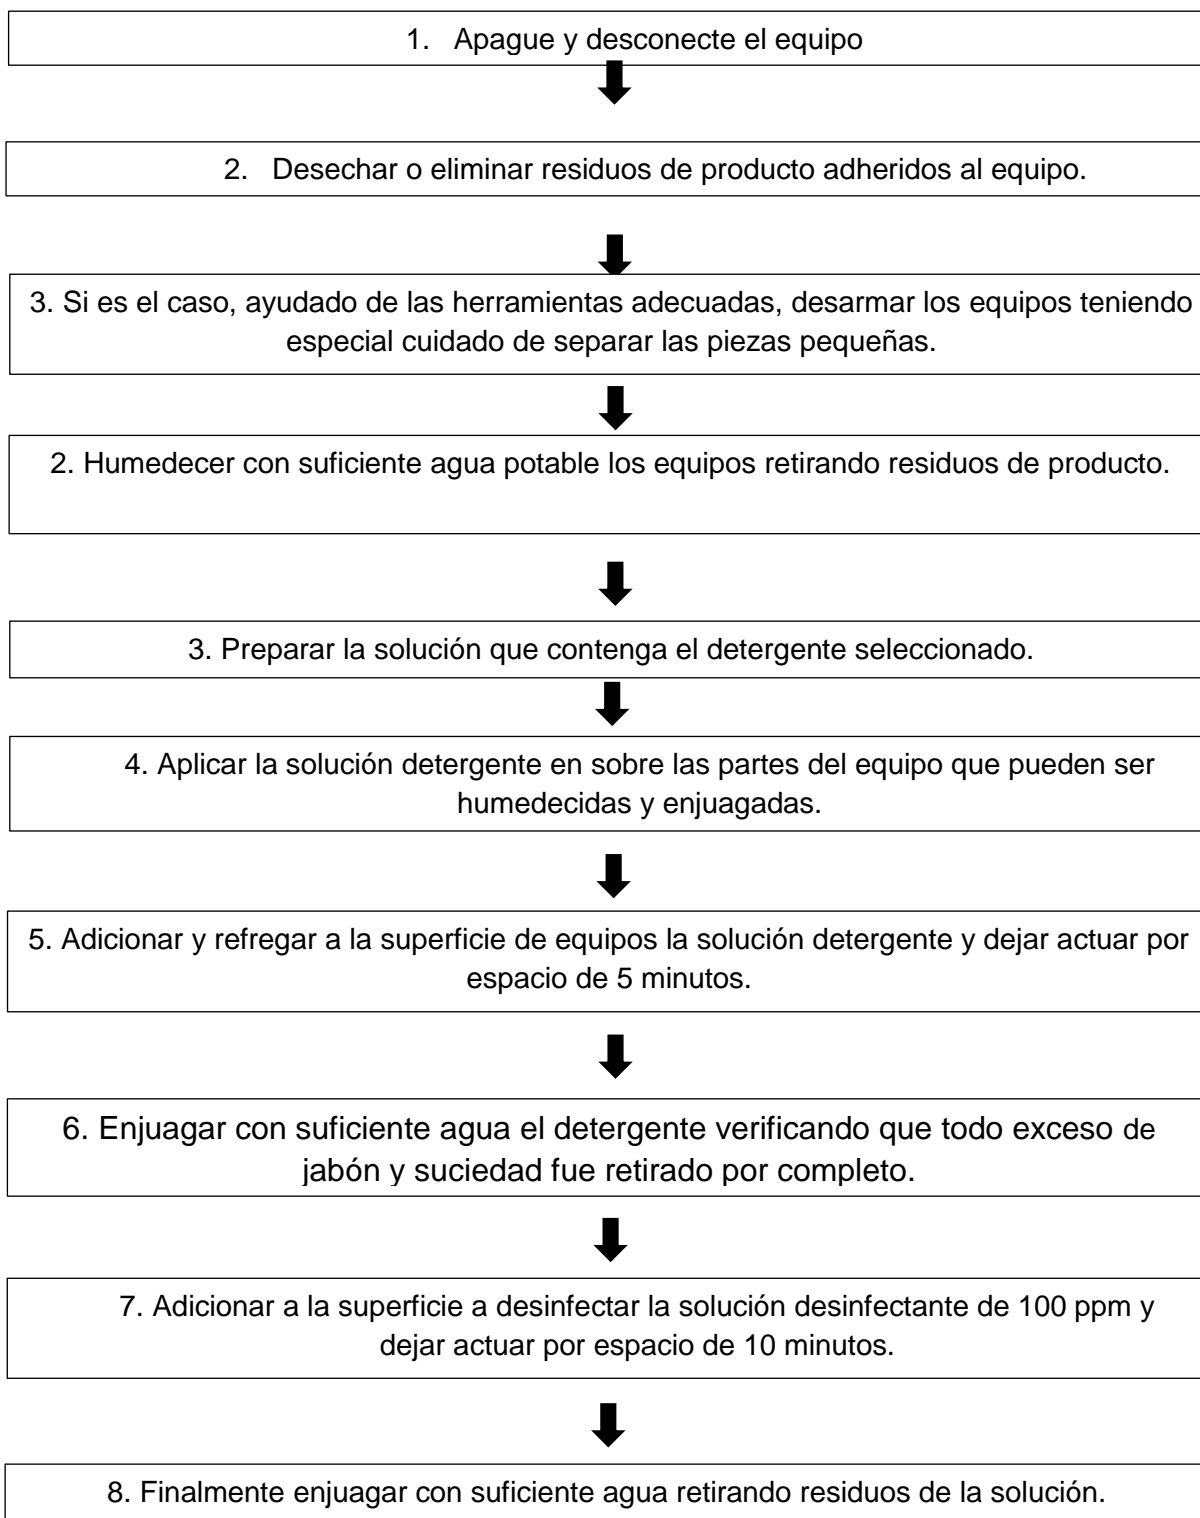 1. Apague y desconecte el equipo
2. Desechar o eliminar residuos de producto adheridos al equipo.
3. Si es el caso, ayudado de las herramientas adecuadas, desarmar los equipos teniendo
especial cuidado de separar las piezas pequeñas.
2. Humedecer con suficiente agua potable los equipos retirando residuos de producto.
3. Preparar la solución que contenga el detergente seleccionado.
4. Aplicar la solución detergente en sobre las partes del equipo que pueden ser
humedecidas y enjuagadas.
5. Adicionar y refregar a la superficie de equipos la solución detergente y dejar actuar por
espacio de 5 minutos.
6. Enjuagar con suficiente agua el detergente verificando que todo exceso de
jabón y suciedad fue retirado por completo.
7. Adicionar a la superficie a desinfectar la solución desinfectante de 100 ppm y
dejar actuar por espacio de 10 minutos.
8. Finalmente enjuagar con suficiente agua retirando residuos de la solución.